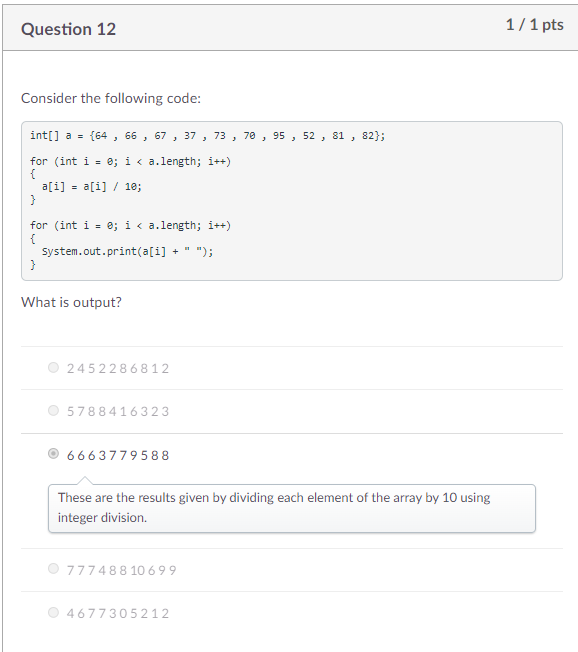 Question 12
1 / 1 pts
Consider the following code:
int[] a = {64 , 66 , 67 , 37 , 73 , 70 , 95 , 52 , 81 , 82};
for (int i = 0; i < a.length; i++)
{
a[i] = a[i] / 10;
}
for (int i = 0; i < a.length; i++)
{
System.out.print(a[i] + " ");
}
What is output?
2 4 5 2 2 8 6 8 1 2
5 7 8 8 4 1 6 3 2 3
6 6 6 3 7 7 9 5 8 8
These are the results given by dividing each element of the array by 10 using
integer division.
7 7 7 4 8 8 10 6 9 9
4 6 7 7 3 0 5 2 1 2